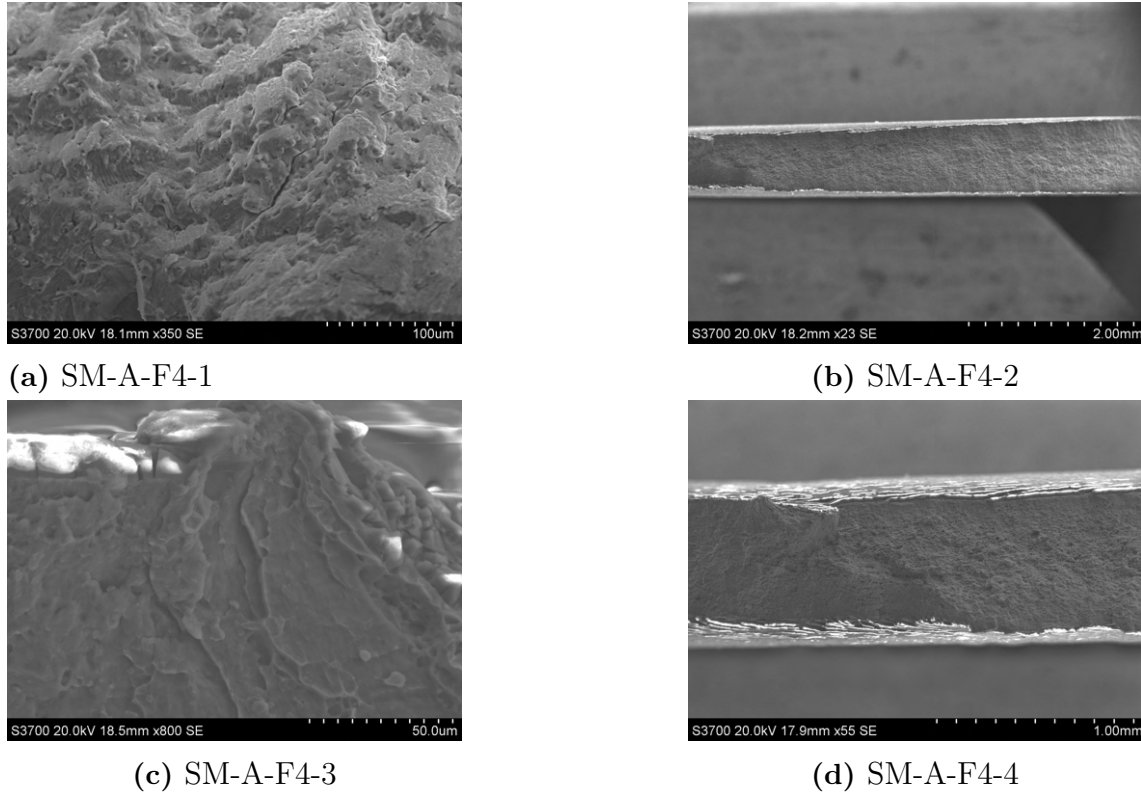 S3700 20.0kV 18.1mm x350 SE 100um
S3700 20.0kV 18.2mm x23 SE 2.00mm
(a) SM-A-F4-1
(b) SM-A-F4-2
S3700 20.0kV 18.5mm x800 SE 50.0um
S3700 20.0kV 17.9mm x55 SE 1.00mm
(c) SM-A-F4-3
(d) SM-A-F4-4